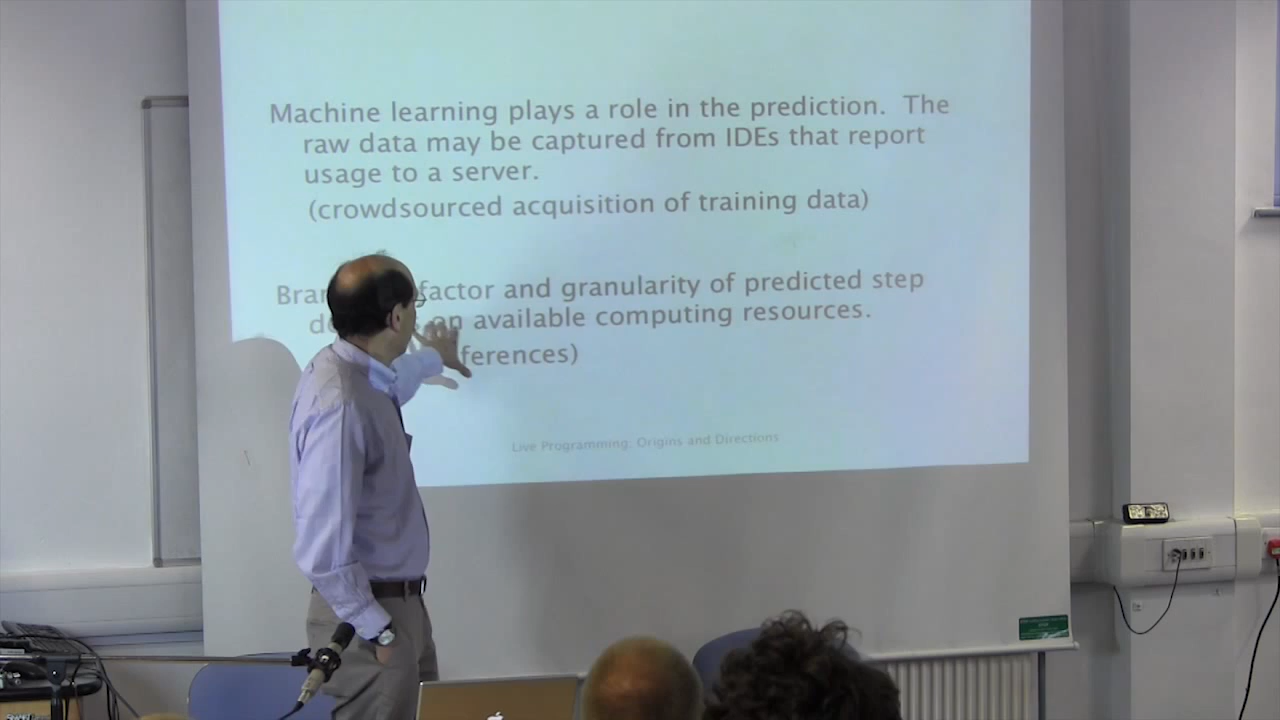 Machine learning plays a role in the prediction. The
raw data may be captured from IDEs that report
usage to a server.
(crowdsourced acquisition of training data)
factor and granularity of predicted step
on available computing resources.
Live Programming: Origins and Directions